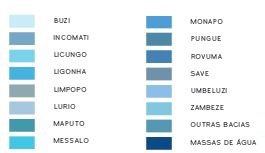 BUZI
INCOMATI
LICUNGO
LIGONHA
LIMPOPO
LURIO
MAPUTO
MESSALO
MONAPO
PUNGUE
ROVUMA
SAVE
UMBELUZI
ZAMBEZE
OUTRAS BACIAS
MASSAS DE ÁGUA